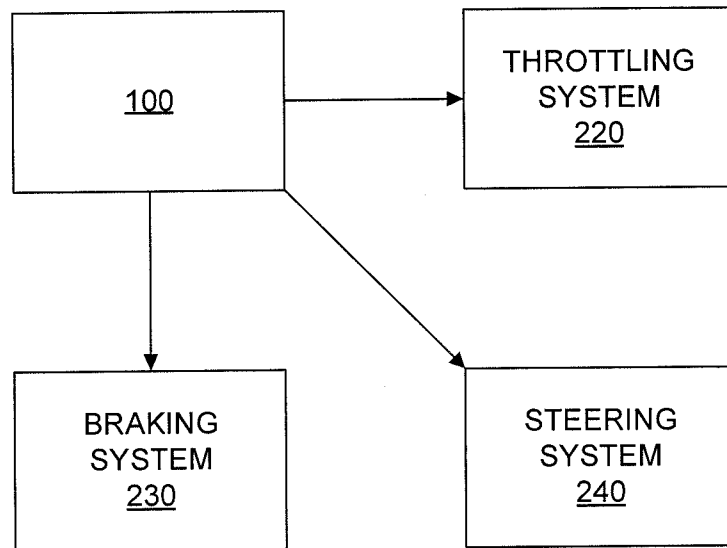 100
THROTTLING
SYSTEM
220
BRAKING
SYSTEM
230
STEERING
SYSTEM
240